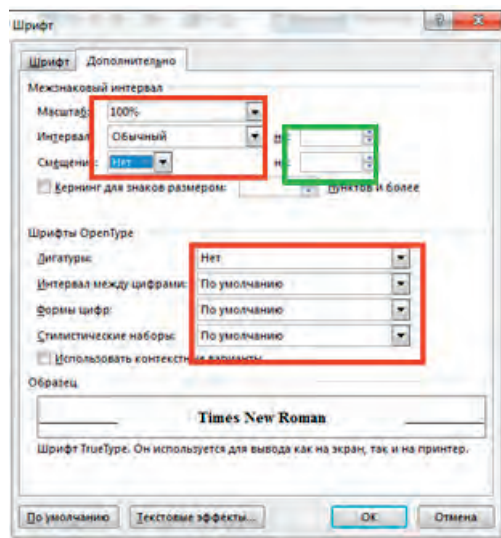 Шрифт
Шрифт Дополнительно
Межзнаковый интервал
Масштаб: 100%
Интервал Обычный на:
Смещение: Нет на:
Кернинг для знаков размером: пунктов и более
Шрифты OpenType
Лигатуры: Нет
Интервал между цифрами: По умолчанию
Формы цифр: По умолчанию
Стилистические наборы: По умолчанию
Использовать контекстные варианты
Образец
Times New Roman
Шрифт TrueType. Он используется для вывода как на экран, так и на принтер.
По умолчанию Текстовые эффекты... ОК Отмена